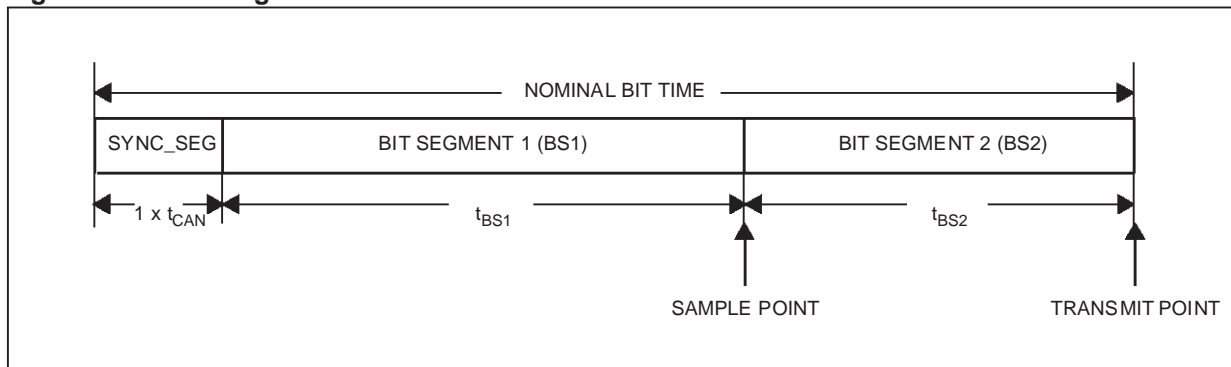 NOMINAL BIT TIME
SYNC_SEG BIT SEGMENT 1 (BS1) BIT SEGMENT 2 (BS2)
1 x tCAN tBS1 tBS2
SAMPLE POINT TRANSMIT POINT